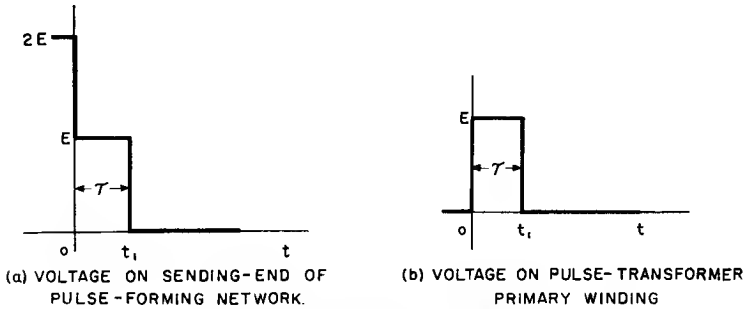 2E
E
τ
0 t₁ t
(a) VOLTAGE ON SENDING-END OF
PULSE-FORMING NETWORK.
E
τ
0 t₁ t
(b) VOLTAGE ON PULSE-TRANSFORMER
PRIMARY WINDING